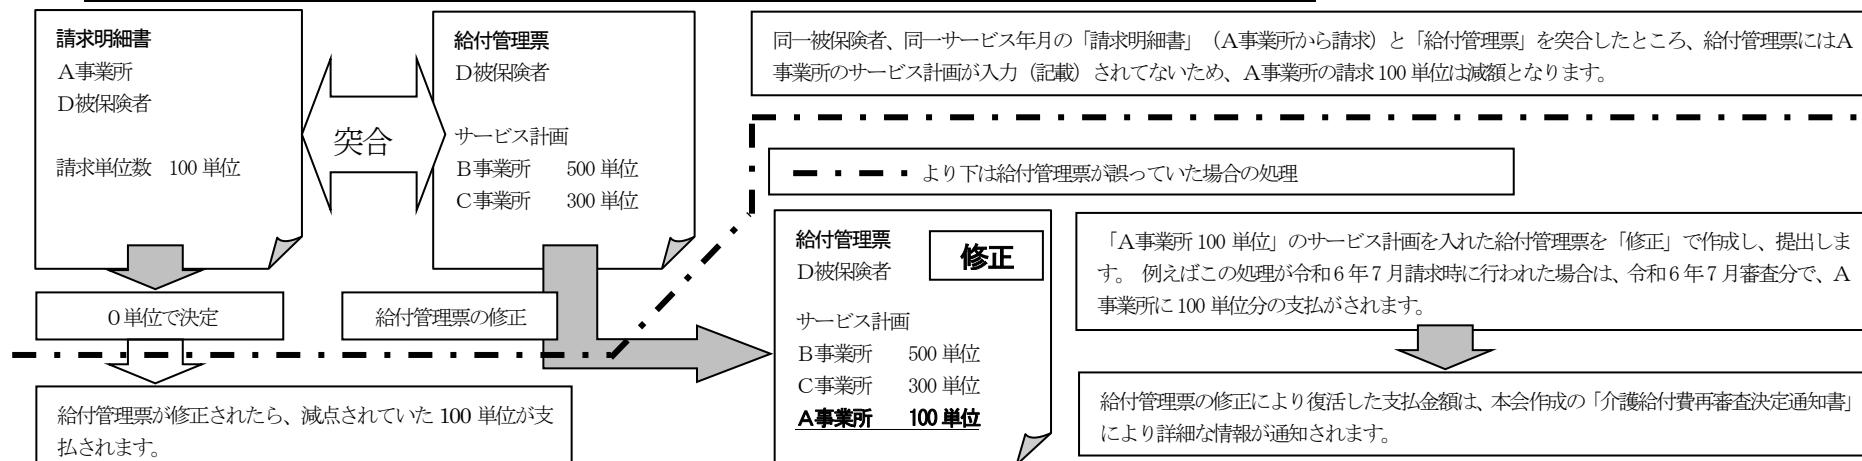 請求明細書
A事業所
D被保険者
請求単位数 100 単位
突合
給付管理票
D被保険者
サービス計画
B事業所 500 単位
C事業所 300 単位
同一被保険者、同一サービス年月の「請求明細書」（A事業所から請求）と「給付管理票」を突合したところ、給付管理票にはA
事業所のサービス計画が入力（記載）されてないため、A事業所の請求 100 単位は減額となります。
より下は給付管理票が誤っていた場合の処理
0単位で決定
給付管理票の修正
給付管理票が修正されたら、減点されていた 100 単位が支
払されます。
給付管理票
修正
D被保険者
サービス計画
B事業所 500 単位
C事業所 300 単位
A事業所 100 単位
「A事業所 100 単位」のサービス計画を入れた給付管理票を「修正」で作成し、提出しま
す。 例えばこの処理が令和6年7月請求時に行われた場合は、令和6年7月審査分で、A
事業所に 100 単位分の支払がされます。
給付管理票の修正により復活した支払金額は、本会作成の「介護給付費再審査決定通知書」
により詳細な情報が通知されます。